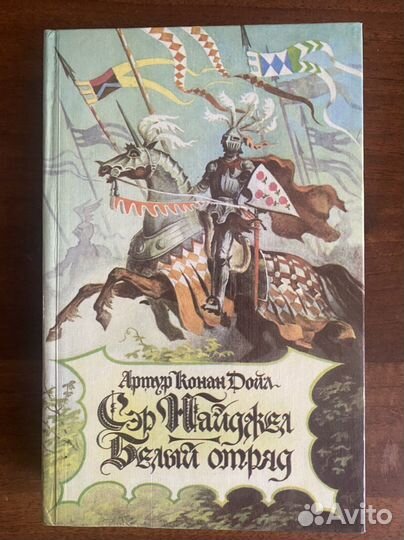 Артур Конан Дойл
Сэр Найджел
Белый отряд
Avito